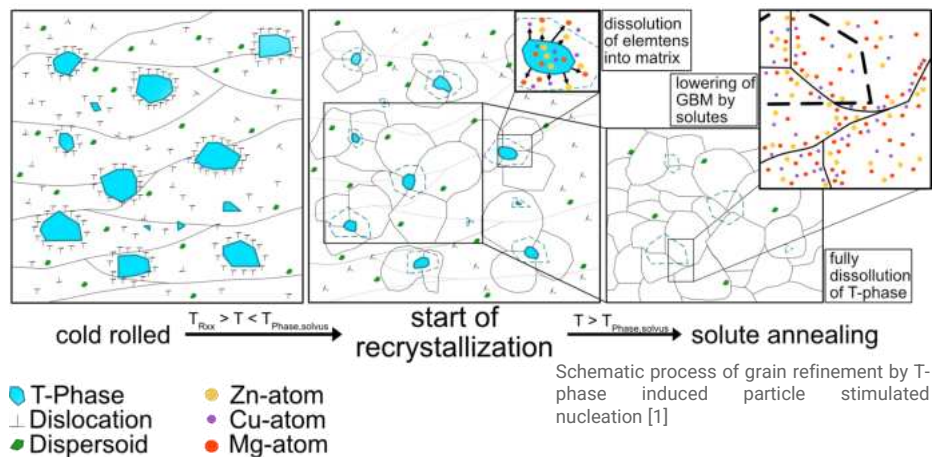 dissolution
of elemtens
into matrix
lowering of
GBM by
solutes
fully
dissollution
of T-phase
cold rolled
T_Rxx > T < T_Phase,solvus
start of
recrystallization
T > T_Phase,solvus
solute annealing
T-Phase
Dislocation
Dispersoid
Zn-atom
Cu-atom
Mg-atom
Schematic process of grain refinement by T-
phase induced particle stimulated
nucleation [1]